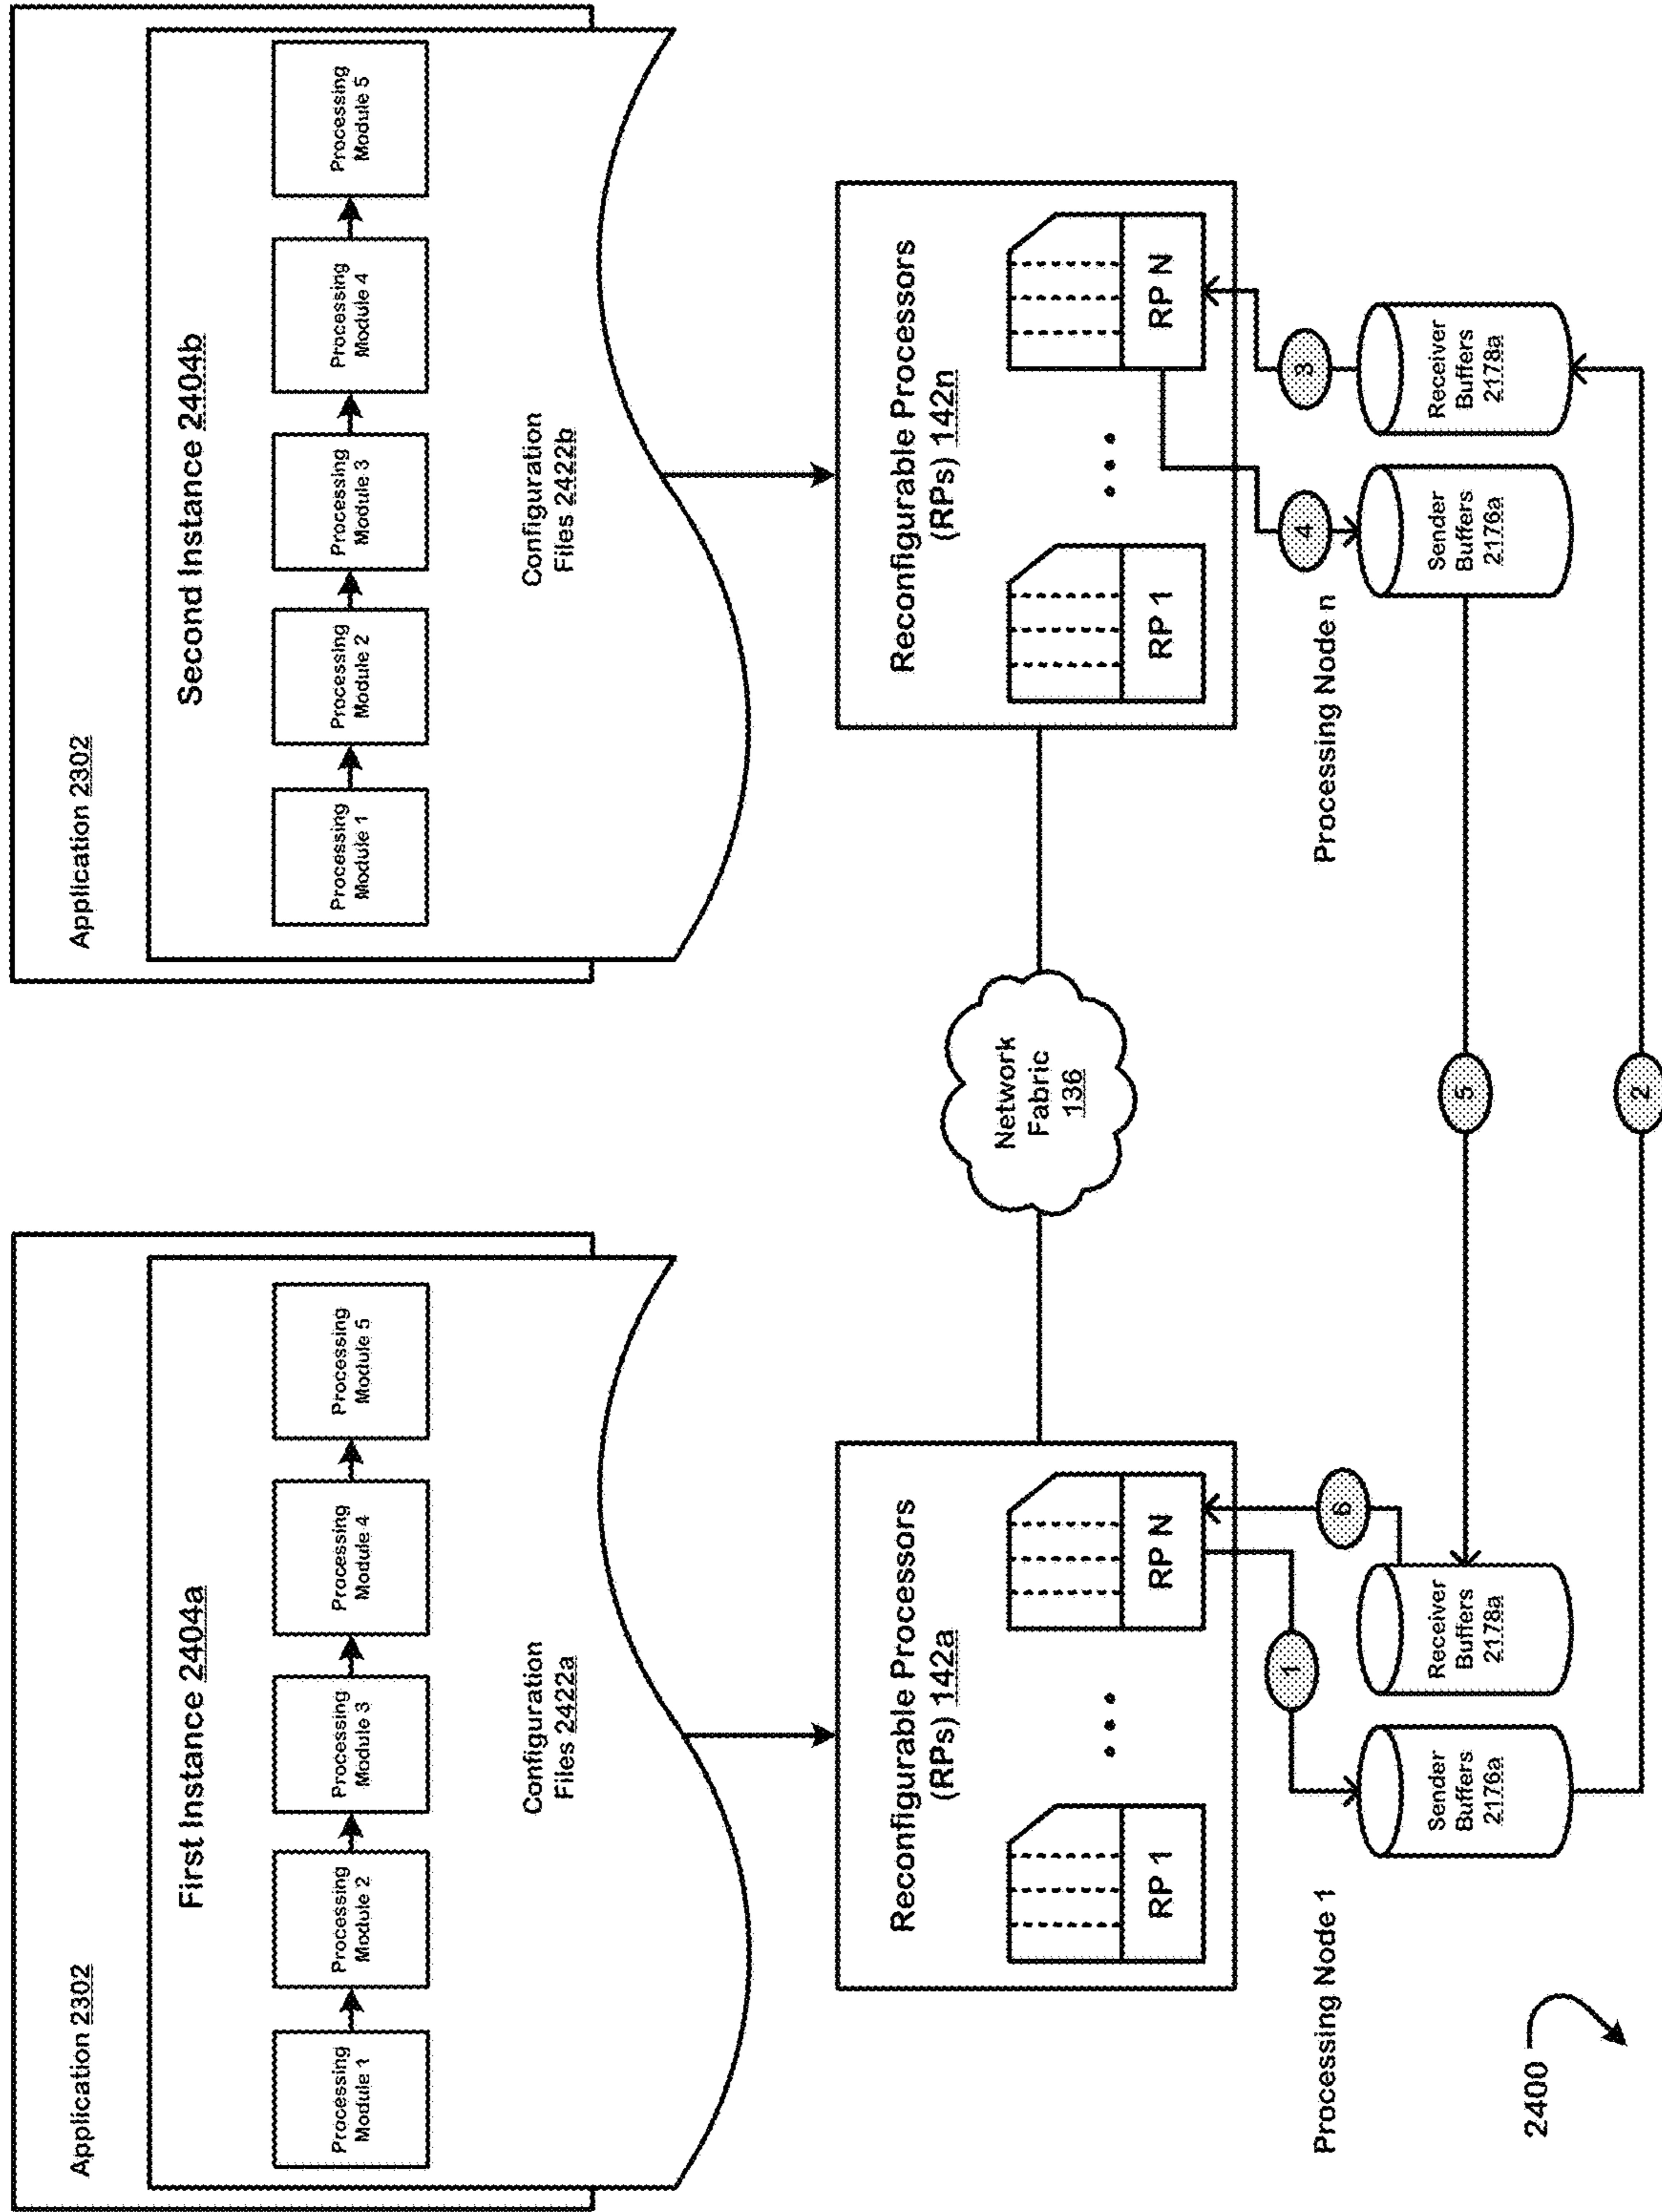 Application 2302
First Instance 2404a
Processing
Module 1
Processing
Module 2
Processing
Module 3
Processing
Module 4
Processing
Module 5
Configuration
Files 2422a
Application 2302
Second Instance 2404b
Processing
Module 1
Processing
Module 2
Processing
Module 3
Processing
Module 4
Processing
Module 5
Configuration
Files 2422b
Reconfigurable Processors
(RPs) 142a
RP 1
• • •
RP N
Network
Fabric
136
Reconfigurable Processors
(RPs) 142n
RP 1
• • •
RP N
Processing Node 1
1
6
Sender
Buffers
2176a
Receiver
Buffers
2178a
Processing Node n
4
3
Sender
Buffers
2176a
Receiver
Buffers
2178a
5
2
2400